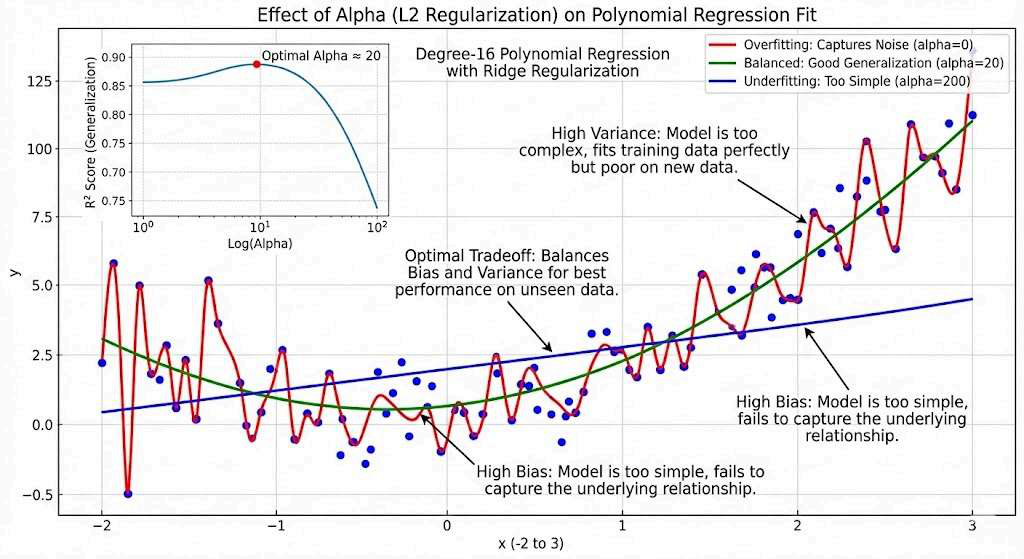 Effect of Alpha (L2 Regularization) on Polynomial Regression Fit
Degree-16 Polynomial Regression
with Ridge Regularization
Overfitting: Captures Noise (alpha=0)
Balanced: Good Generalization (alpha=20)
Underfitting: Too Simple (alpha=200)
Optimal Alpha ≈ 20
R² Score (Generalization)
0.90
0.85
0.80
0.75
0.70
0.75
10⁰
10¹
10²
Log(Alpha)
High Variance: Model is too
complex, fits training data perfectly
but poor on new data.
Optimal Tradeoff: Balances
Bias and Variance for best
performance on unseen data.
High Bias: Model is too simple,
fails to capture the underlying
relationship.
High Bias: Model is too simple, fails to
capture the underlying relationship.
y
125
100
7.5
5.0
2.5
0.0
−0.5
−2
−1
0
1
2
3
x (-2 to 3)